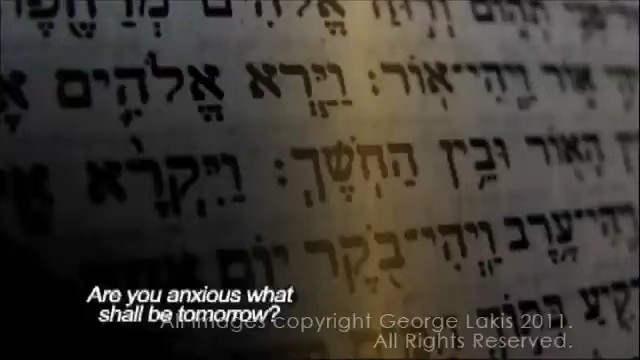 תְהוֹם וְרוּחַ אֱלֹהִים מְרַחֶפֶ
אוֹר וַיְהִי־אוֹר׃ וַיַּרְא אֱלֹהִים
הָאוֹר וּבֵין הַחֹשֶׁךְ׃ וַיִּקְרָא
הִי־עֶרֶב וַיְהִי־בֹקֶר יוֹם
Are you anxious what
shall be tomorrow?
All images copyright George Lakis 2011.
All Rights Reserved.